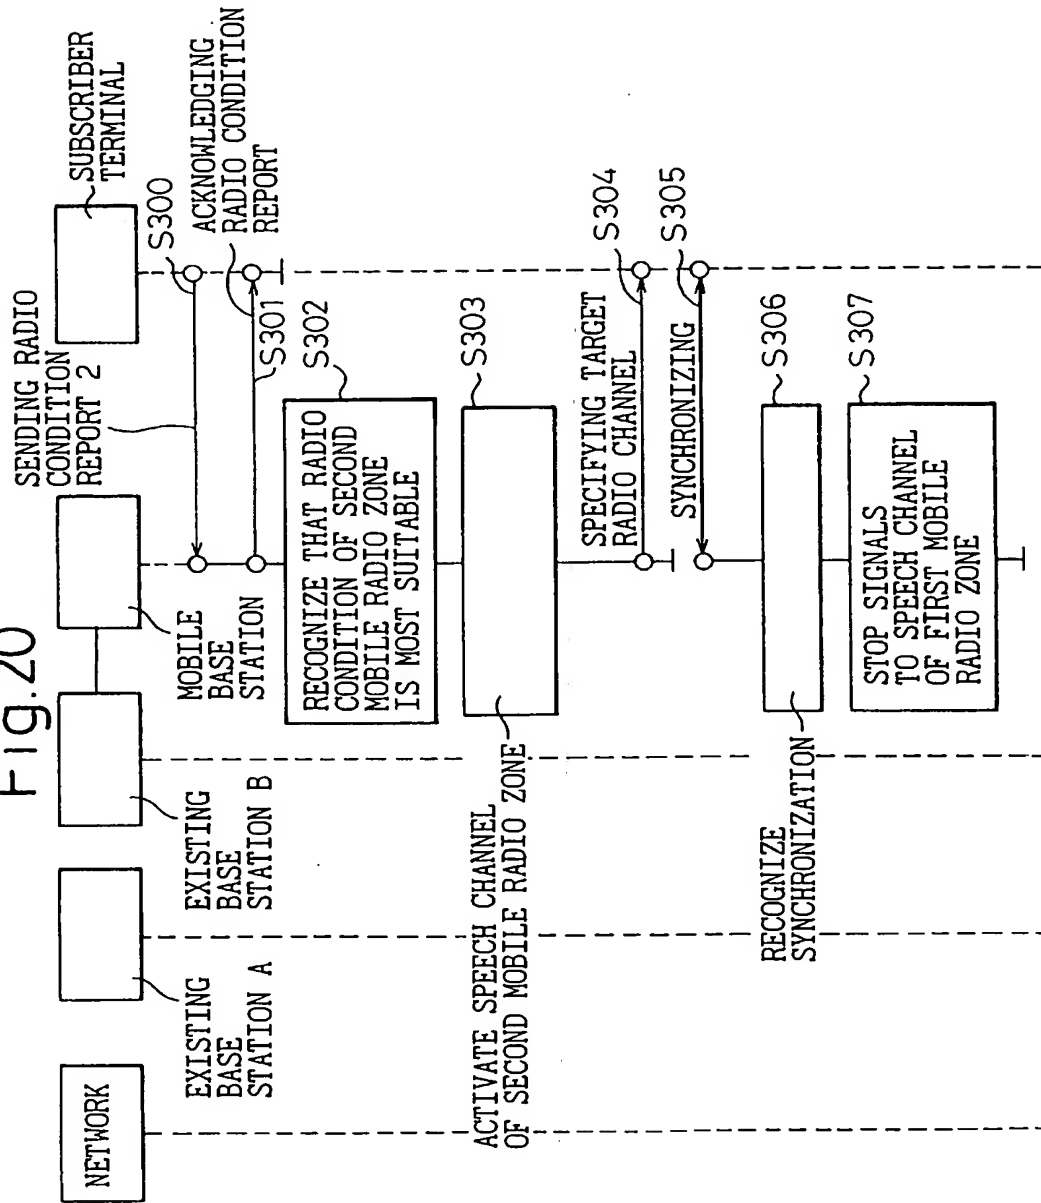 Fig.20
NETWORK
EXISTING
BASE
STATION A
EXISTING
BASE
STATION B
MOBILE
BASE
STATION
SUBSCRIBER
TERMINAL
SENDING RADIO
CONDITION
REPORT 2
S300
ACKNOWLEDGING
RADIO CONDITION
REPORT
S301
RECOGNIZE THAT RADIO
CONDITION OF SECOND
MOBILE RADIO ZONE
IS MOST SUITABLE
S302
ACTIVATE SPEECH CHANNEL
OF SECOND MOBILE RADIO ZONE
S303
SPECIFYING TARGET
RADIO CHANNEL
S304
SYNCHRONIZING
S305
RECOGNIZE
SYNCHRONIZATION
S306
STOP SIGNALS
TO SPEECH CHANNEL
OF FIRST MOBILE
RADIO ZONE
S307